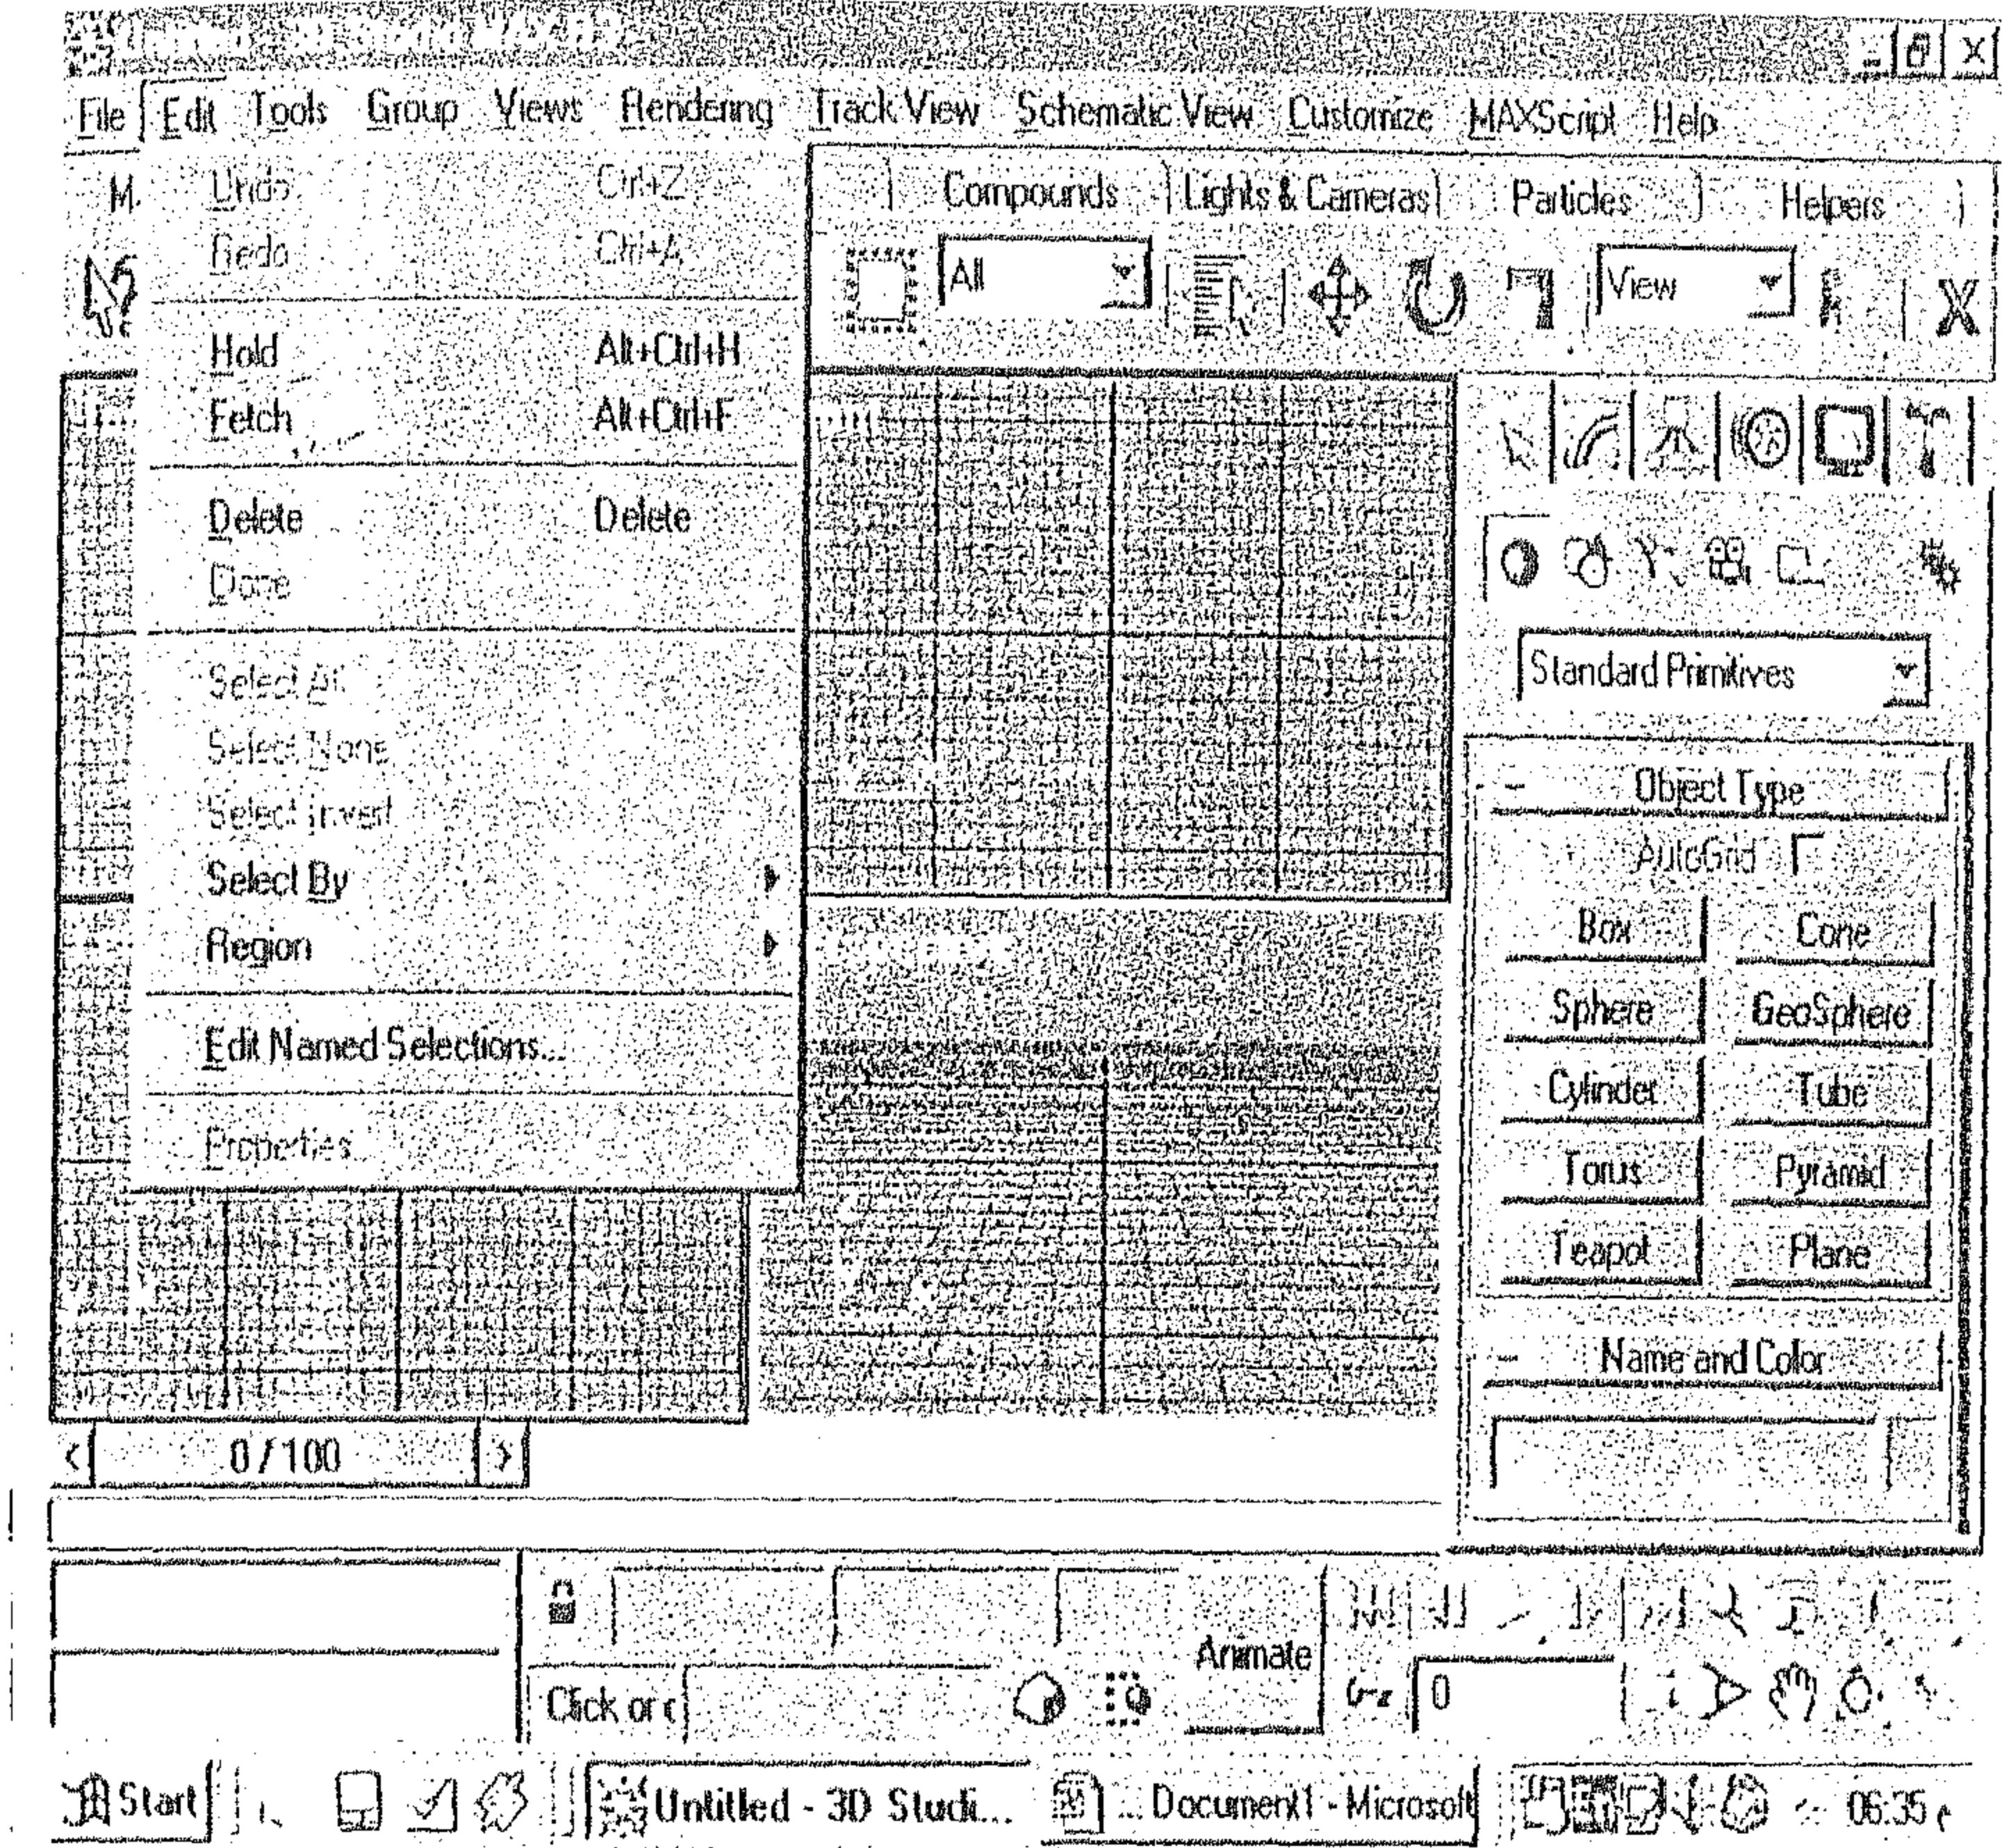 File Edit Tools Group Views Rendering Track View Schematic View Customize MAXScript Help
M
Undo Ctrl+Z
Redo Ctrl+A
Compounds Lights & Cameras Particles Helpers
All
View
X
Hold Alt+Ctrl+H
Fetch Alt+Ctrl+F
Delete Delete
Clone
Select All
Select None
Select Invert
Select By
Region
Edit Named Selections...
Properties
Standard Primitives
Object Type
AutoGrid
Box Cone
Sphere GeoSphere
Cylinder Tube
Torus Pyramid
Teapot Plane
Name and Color
< 0 / 100 >
Animate
Click or c
0
Start
Untitled - 3D Studi...
Document1 - Microsoft
06:35 م